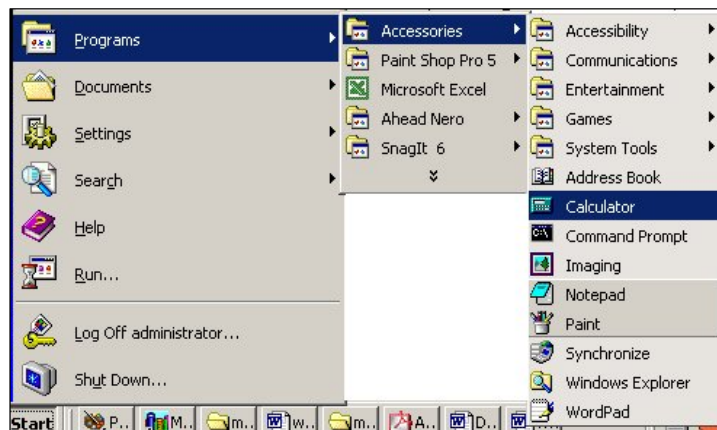 Programs
Documents
Settings
Search
Help
Run...
Log Off administrator...
Shut Down...
Accessories
Paint Shop Pro 5
Microsoft Excel
Ahead Nero
SnagIt 6
Accessibility
Communications
Entertainment
Games
System Tools
Address Book
Calculator
Command Prompt
Imaging
Notepad
Paint
Synchronize
Windows Explorer
WordPad
Start P.. M.. m.. w.. m.. A.. D..